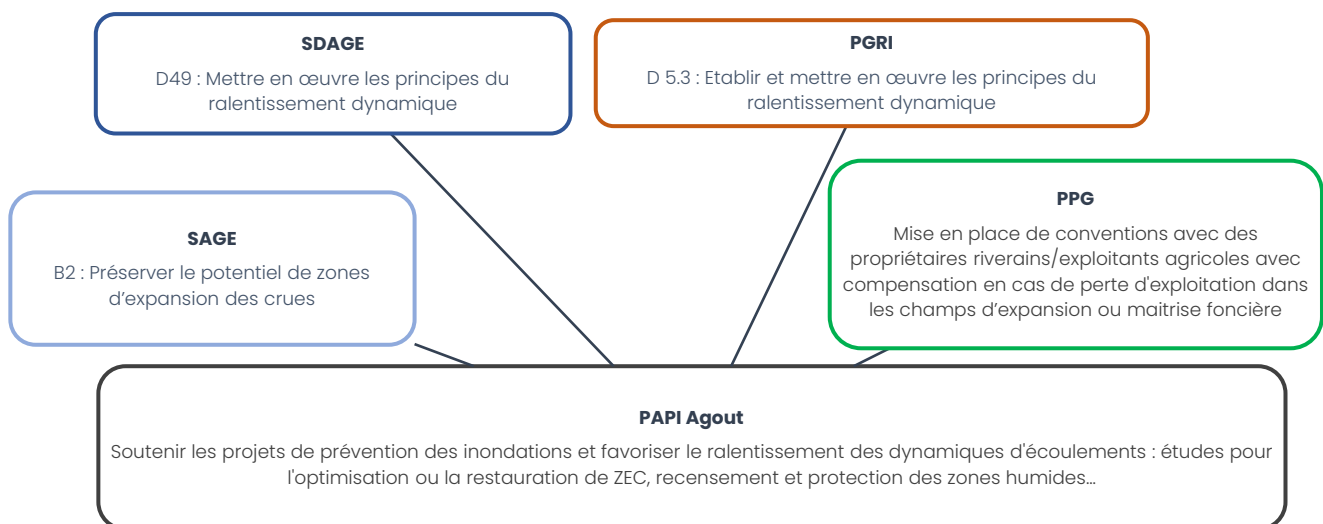 SDAGE
D49 : Mettre en œuvre les principes du
ralentissement dynamique
PGRI
D 5.3 : Etablir et mettre en œuvre les principes du
ralentissement dynamique
SAGE
B2 : Préserver le potentiel de zones
d’expansion des crues
PPG
Mise en place de conventions avec des
propriétaires riverains/exploitants agricoles avec
compensation en cas de perte d'exploitation dans
les champs d’expansion ou maitrise foncière
PAPI Agout
Soutenir les projets de prévention des inondations et favoriser le ralentissement des dynamiques d'écoulements : études pour
l'optimisation ou la restauration de ZEC, recensement et protection des zones humides…